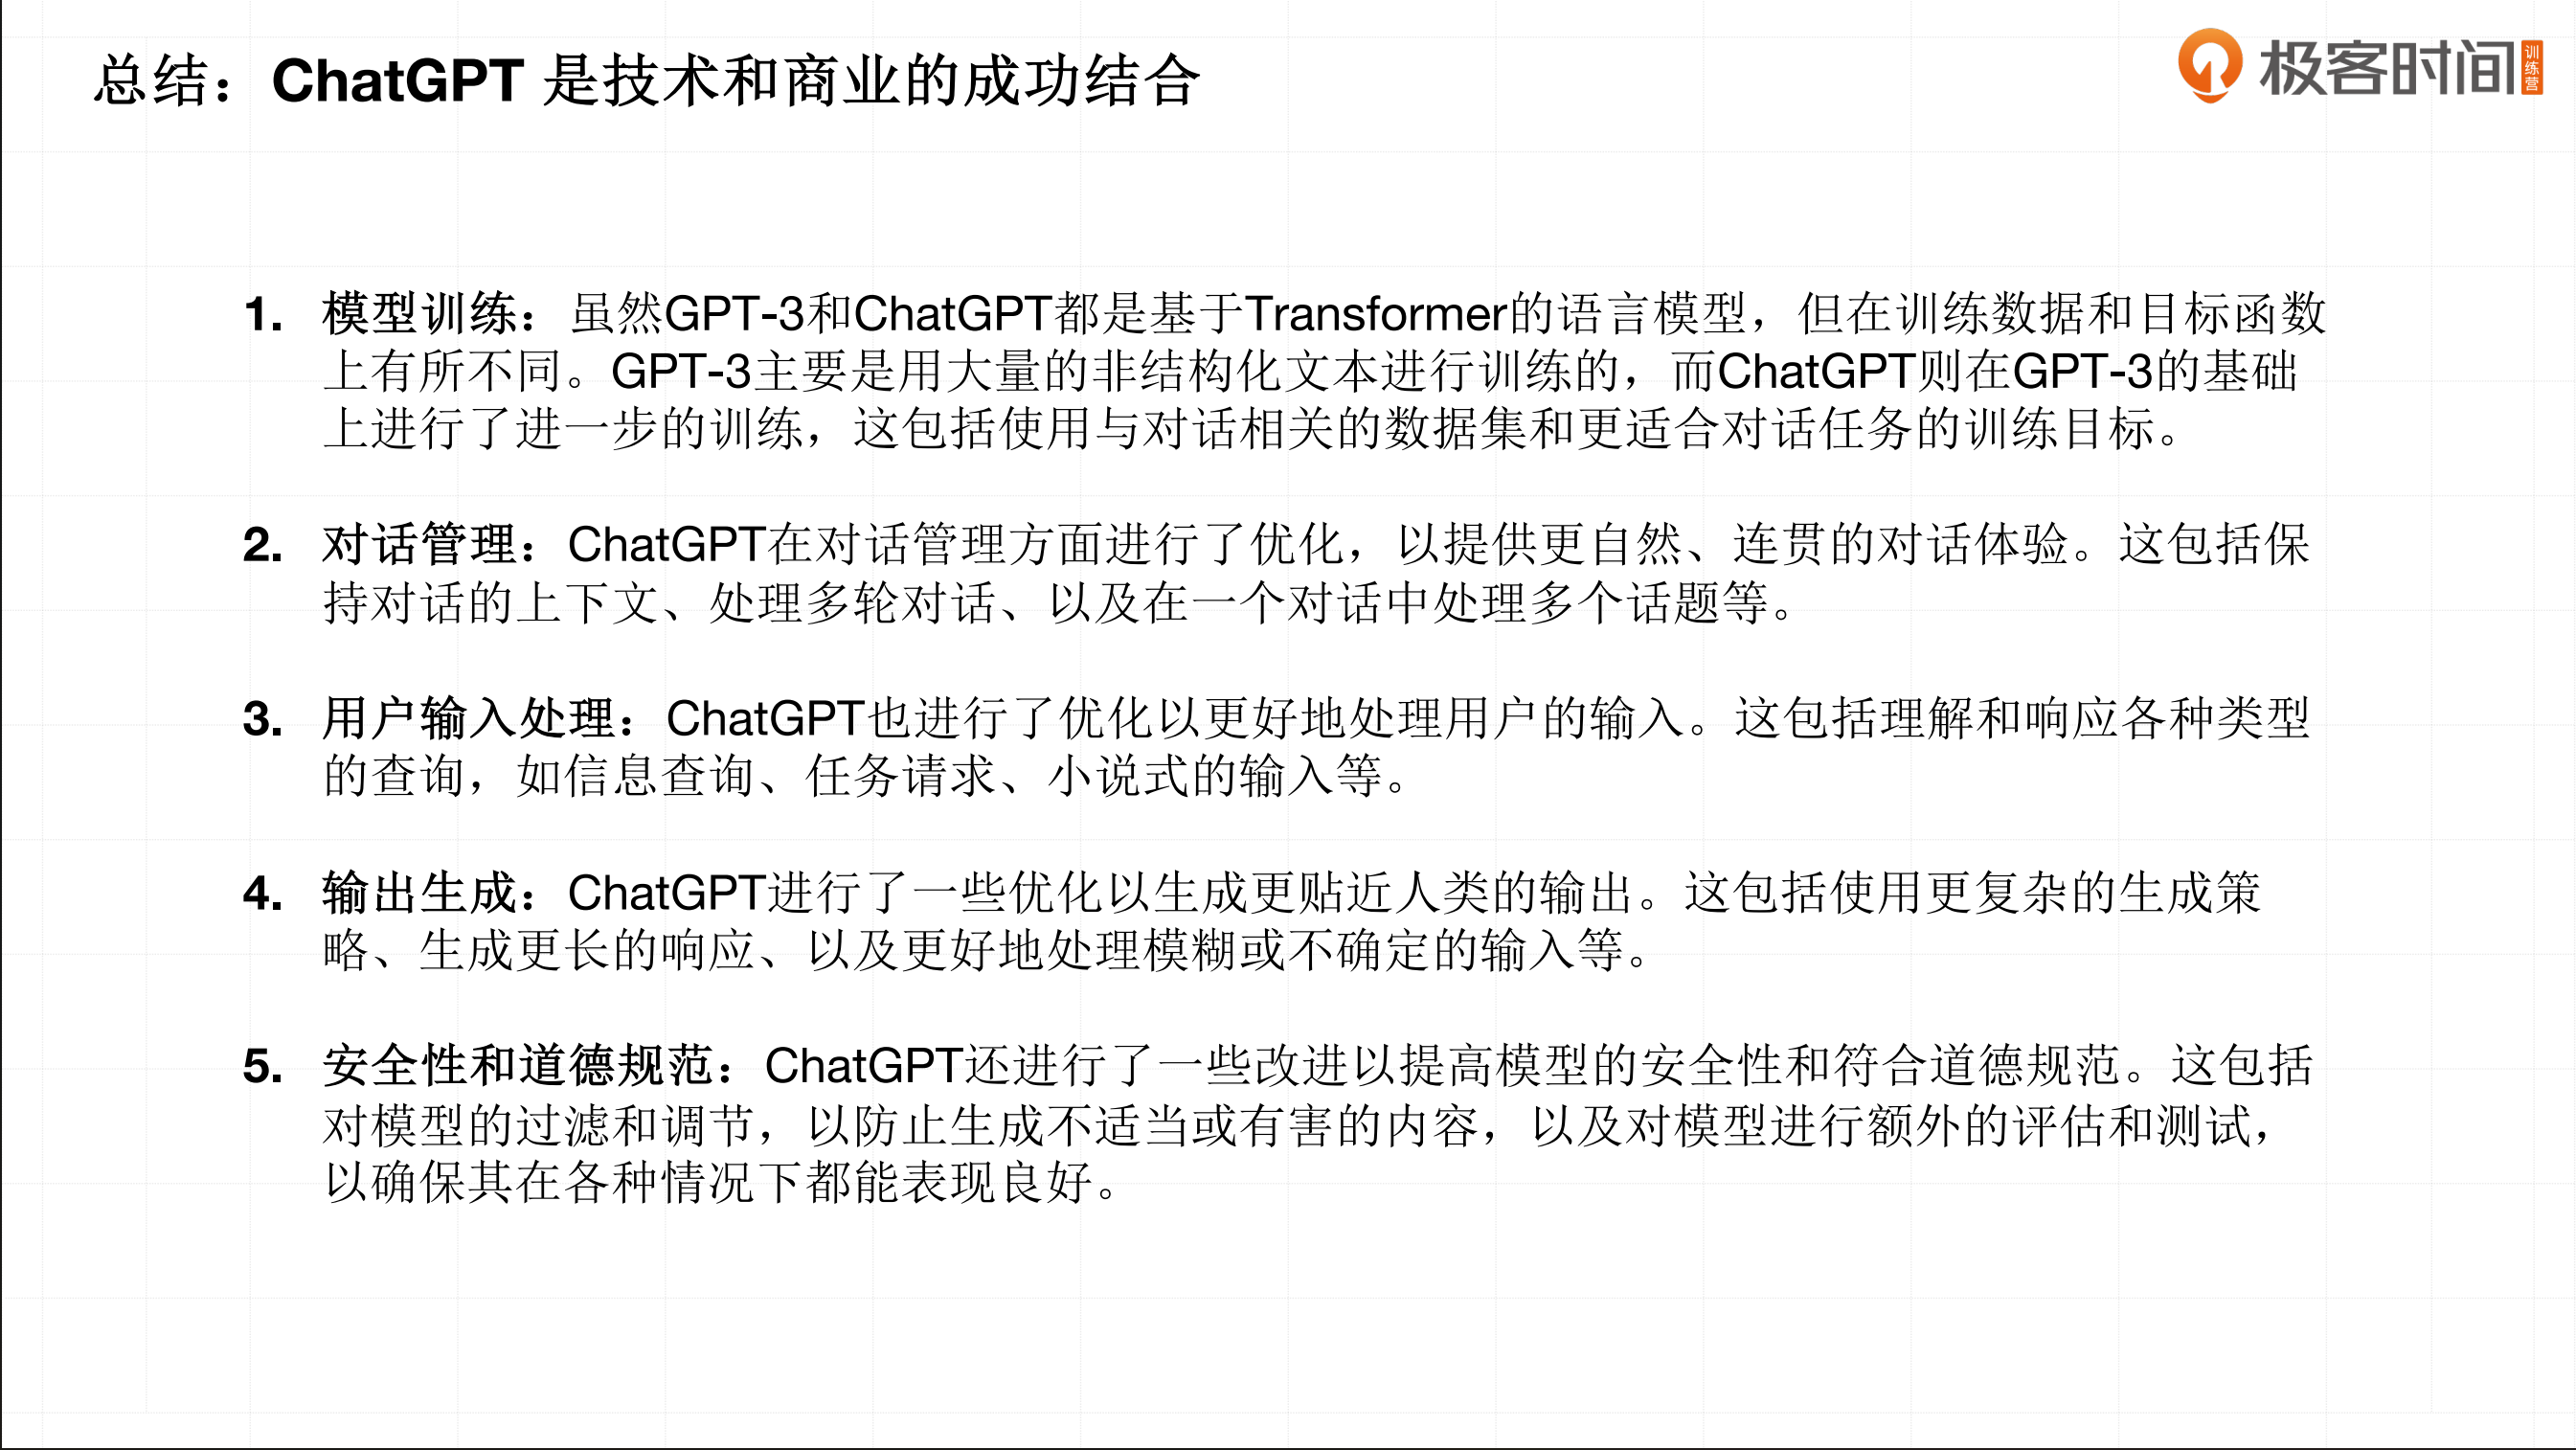 总结：ChatGPT 是技术和商业的成功结合
极客时间
训练营
1. 模型训练：虽然GPT-3和ChatGPT都是基于Transformer的语言模型，但在训练数据和目标函数
上有所不同。GPT-3主要是用大量的非结构化文本进行训练的，而ChatGPT则在GPT-3的基础
上进行了进一步的训练，这包括使用与对话相关的数据集和更适合对话任务的训练目标。
2. 对话管理：ChatGPT在对话管理方面进行了优化，以提供更自然、连贯的对话体验。这包括保
持对话的上下文、处理多轮对话、以及在一个对话中处理多个话题等。
3. 用户输入处理：ChatGPT也进行了优化以更好地处理用户的输入。这包括理解和响应各种类型
的查询，如信息查询、任务请求、小说式的输入等。
4. 输出生成：ChatGPT进行了一些优化以生成更贴近人类的输出。这包括使用更复杂的生成策
略、生成更长的响应、以及更好地处理模糊或不确定的输入等。
5. 安全性和道德规范：ChatGPT还进行了一些改进以提高模型的安全性和符合道德规范。这包括
对模型的过滤和调节，以防止生成不适当或有害的内容，以及对模型进行额外的评估和测试，
以确保其在各种情况下都能表现良好。